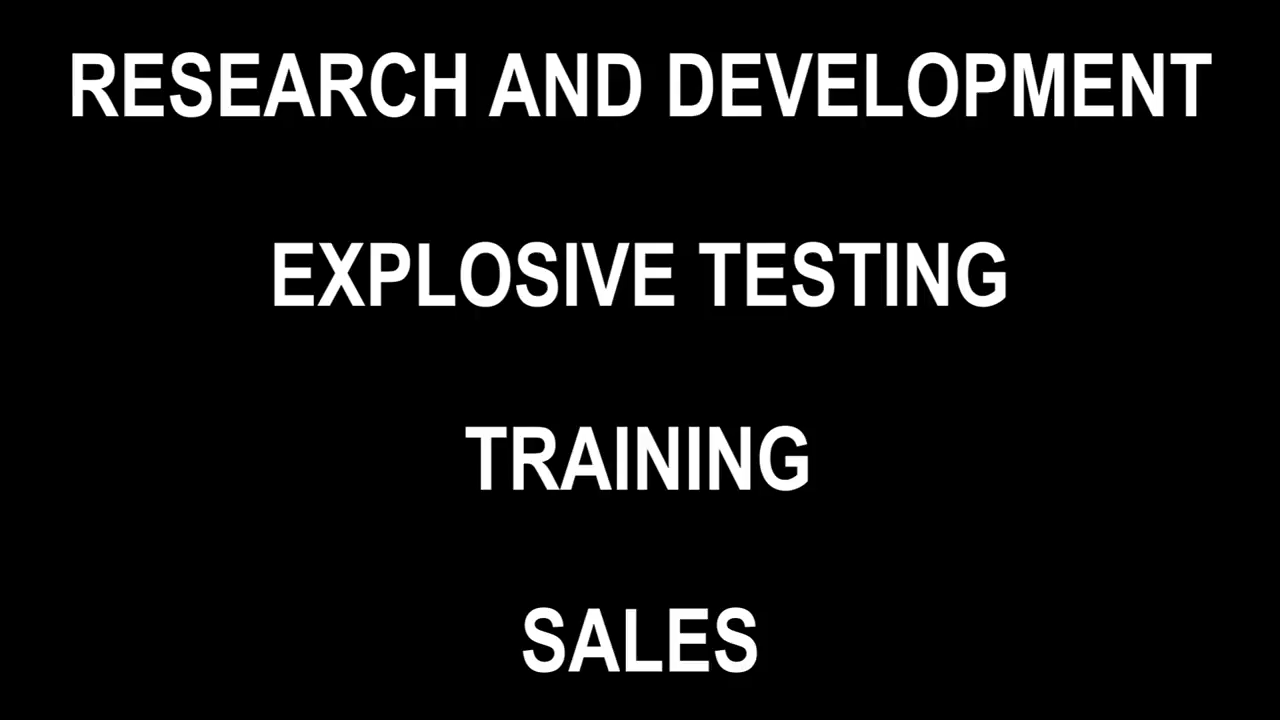 RESEARCH AND DEVELOPMENT
EXPLOSIVE TESTING
TRAINING
SALES